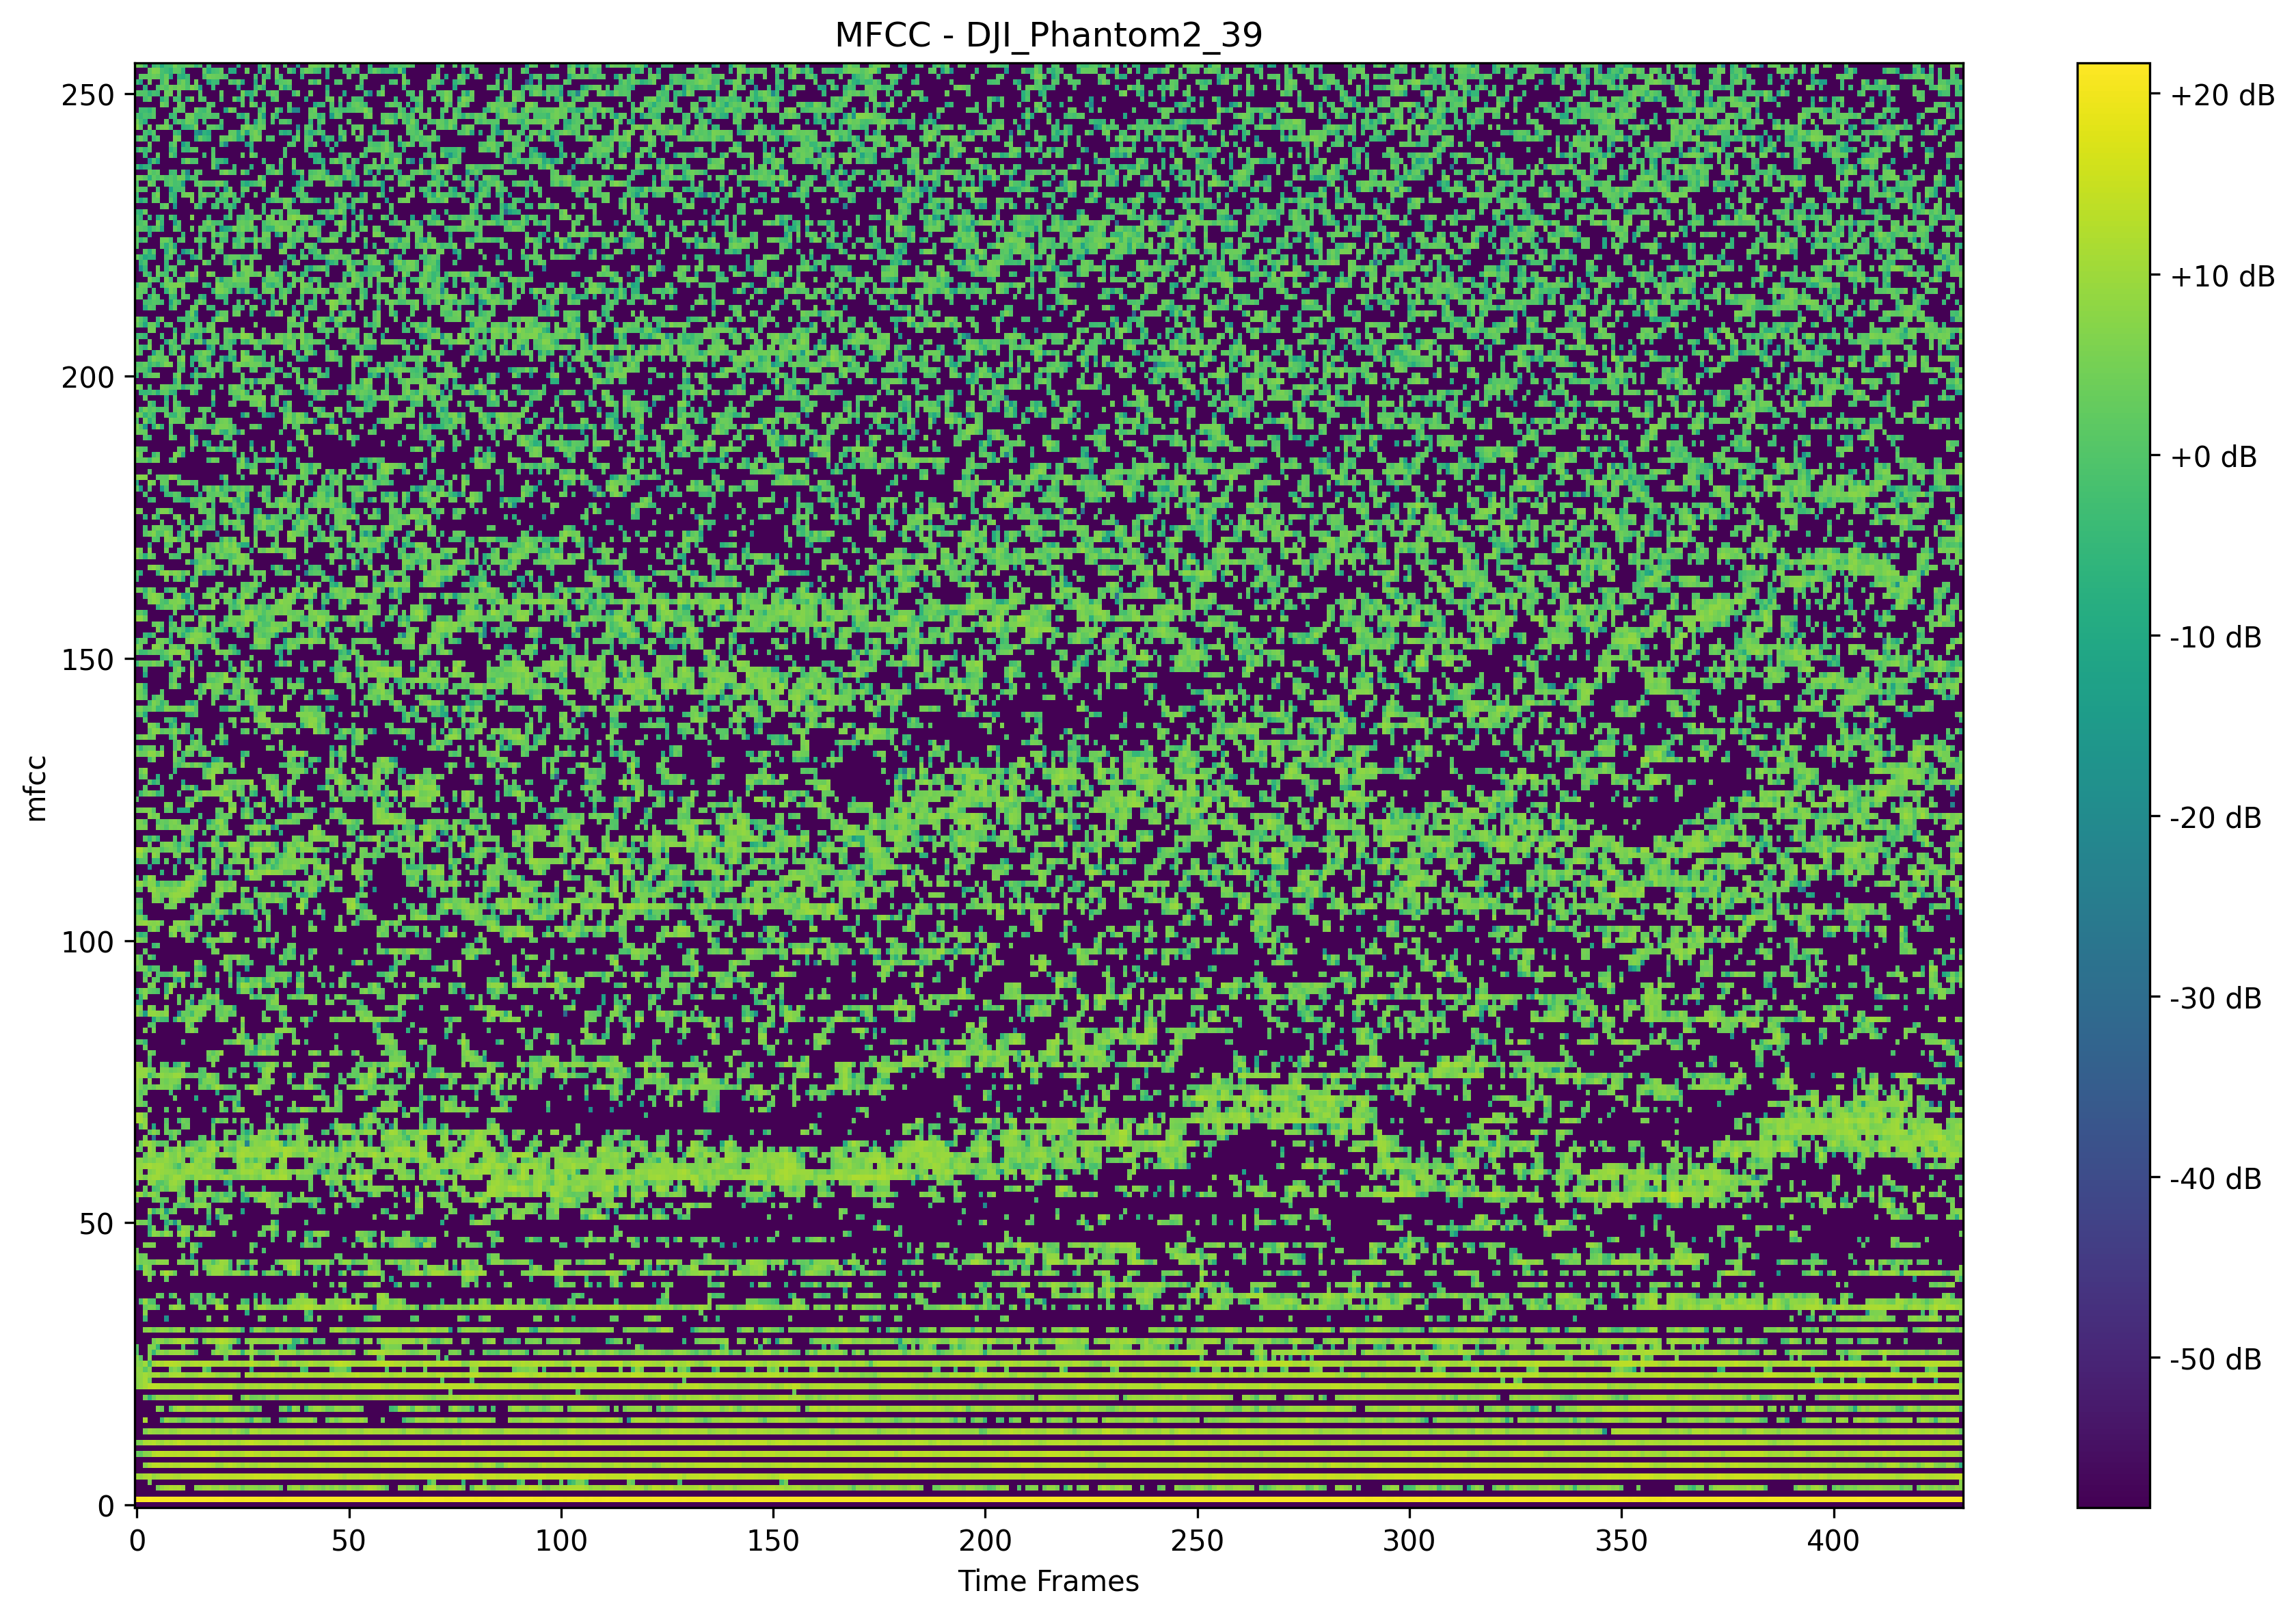 MFCC - DJI_Phantom2_39
250
200
150
100
50
0
mfcc
0 50 100 150 200 250 300 350 400
Time Frames
+20 dB
+10 dB
+0 dB
-10 dB
-20 dB
-30 dB
-40 dB
-50 dB